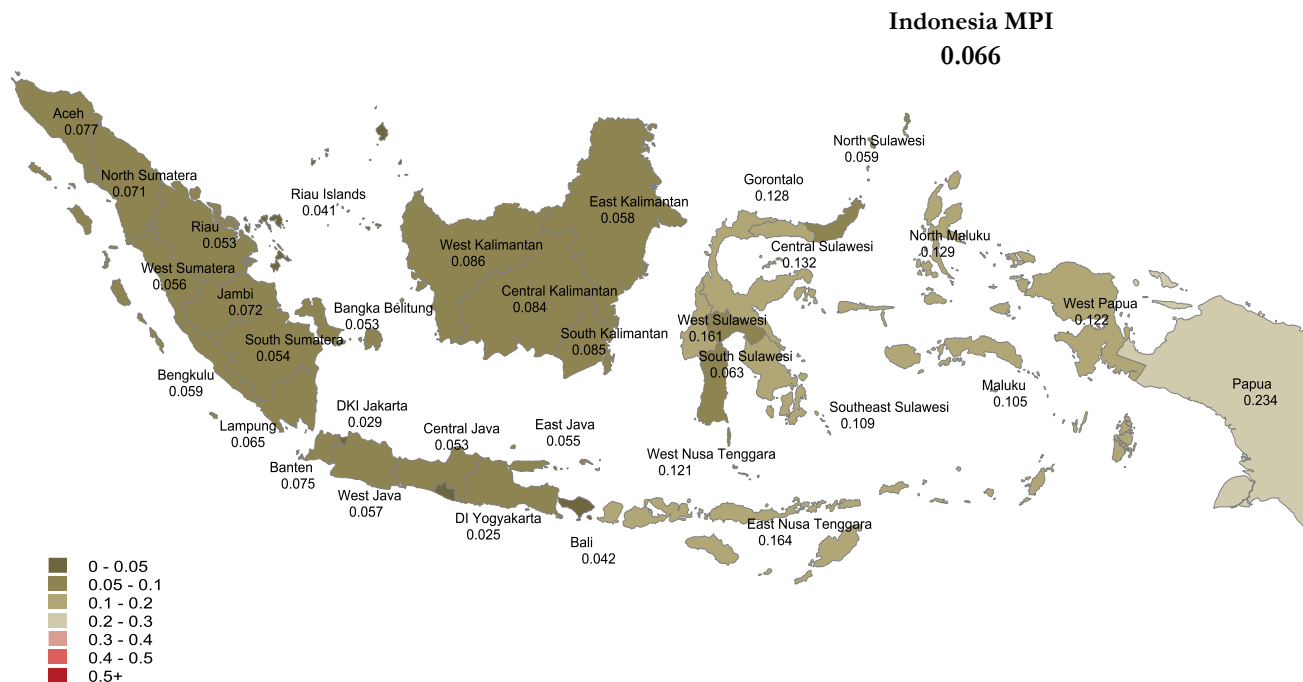 Indonesia MPI
0.066
Aceh
0.077
North Sumatera
0.071
Riau Islands
0.041
Riau
0.053
West Sumatera
0.056
Jambi
0.072
Bangka Belitung
0.053
South Sumatera
0.054
Bengkulu
0.059
Lampung
0.065
DKI Jakarta
0.029
Central Java
0.053
East Java
0.055
Banten
0.075
West Java
0.057
DI Yogyakarta
0.025
Bali
0.042
East Kalimantan
0.058
West Kalimantan
0.086
Central Kalimantan
0.084
South Kalimantan
0.085
North Sulawesi
0.059
Gorontalo
0.128
Central Sulawesi
0.132
North Maluku
0.129
West Sulawesi
0.161
South Sulawesi
0.063
Southeast Sulawesi
0.109
West Nusa Tenggara
0.121
East Nusa Tenggara
0.164
Maluku
0.105
West Papua
0.122
Papua
0.234
0 - 0.05
0.05 - 0.1
0.1 - 0.2
0.2 - 0.3
0.3 - 0.4
0.4 - 0.5
0.5+